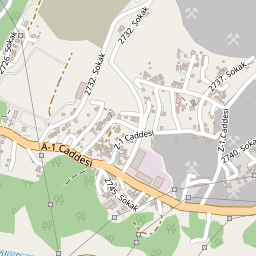 2726. Sokak
2732. Sokak
2732. Sokak
2737. Sokak
Z-1 Caddesi
Z-1 Caddesi
A-1 Caddesi
2740. Sokak
2745. Sokak